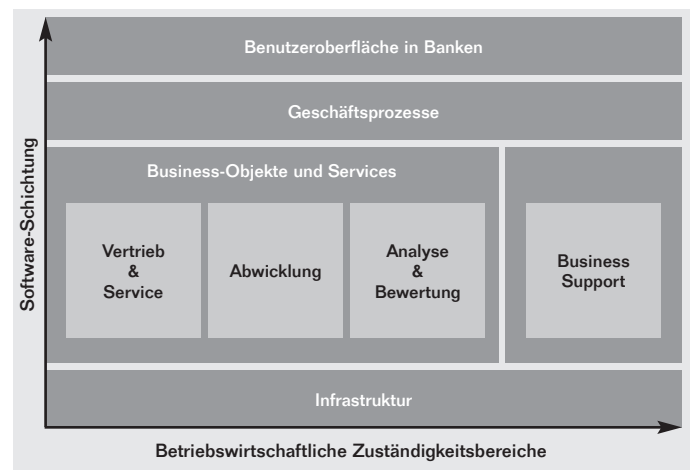 Benutzeroberfläche in Banken
Geschäftsprozesse
Software-Schichtung
Business-Objekte und Services
Vertrieb
&
Service
Abwicklung
Analyse
&
Bewertung
Business
Support
Infrastruktur
Betriebswirtschaftliche Zuständigkeitsbereiche